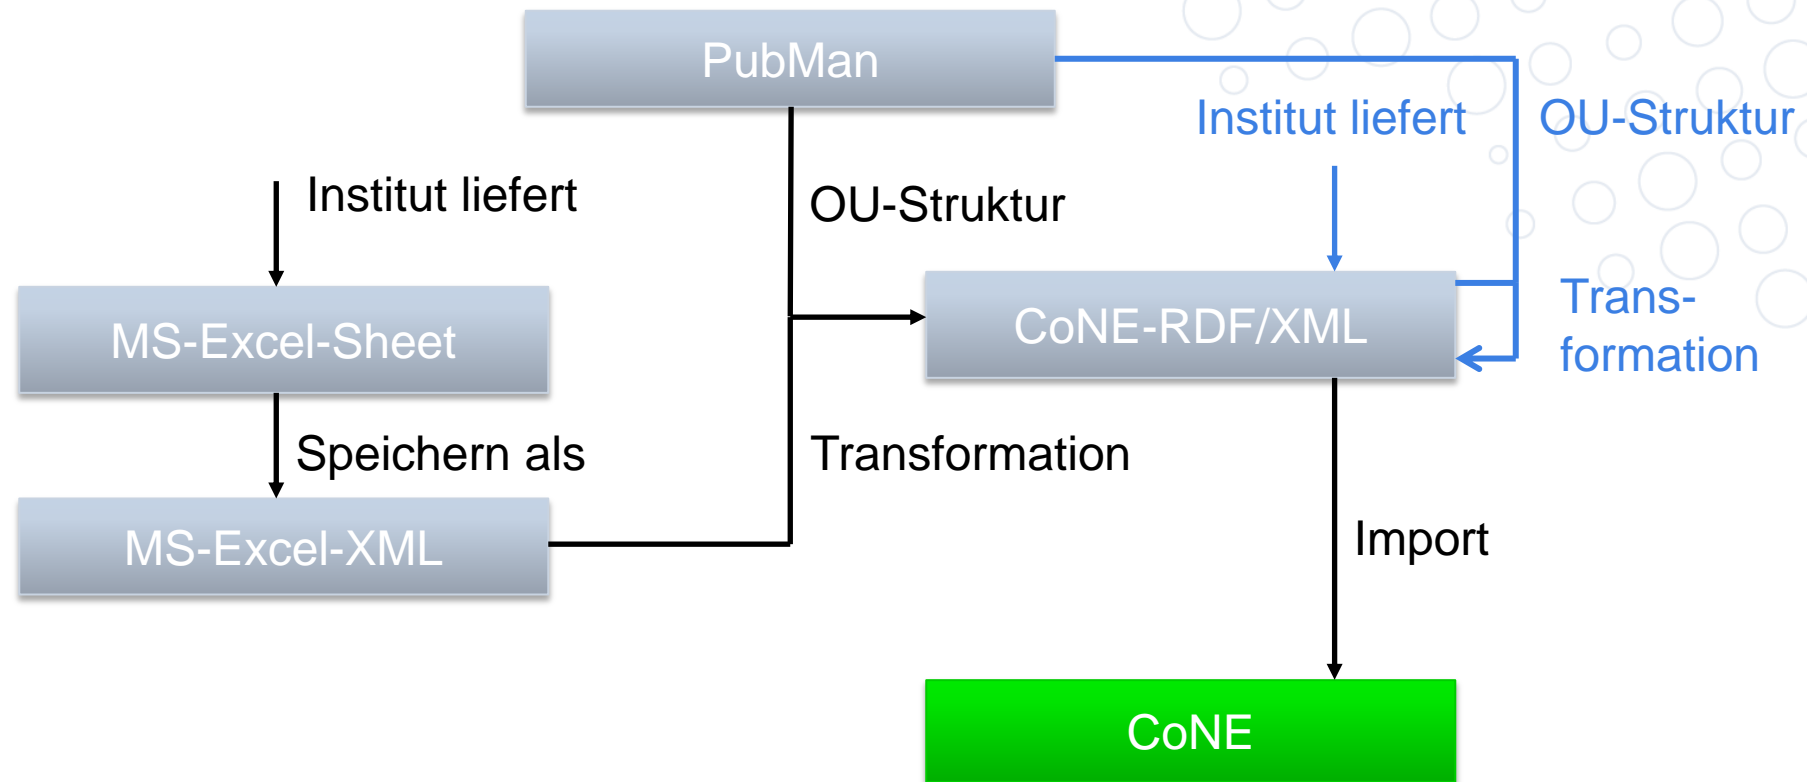 PubMan
Institut liefert
OU-Struktur
Institut liefert
OU-Struktur
MS-Excel-Sheet
CoNE-RDF/XML
Trans-
formation
Speichern als
Transformation
MS-Excel-XML
Import
CoNE